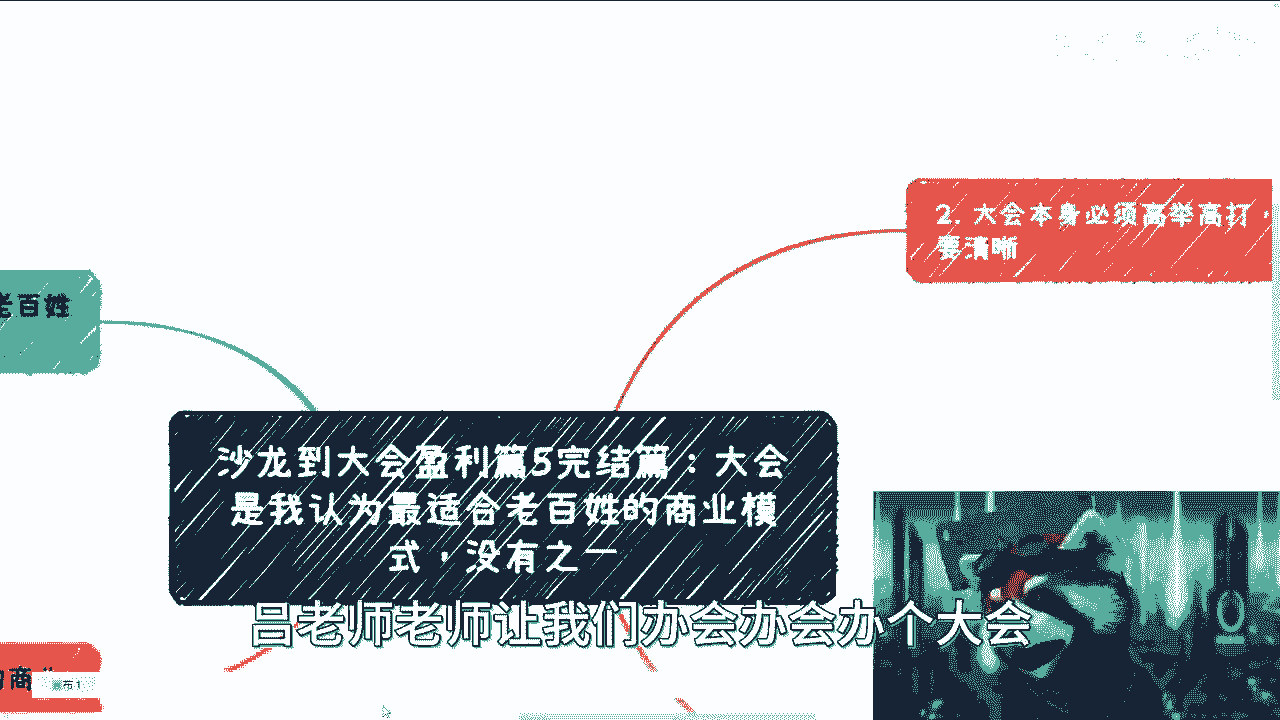 2. 大会本身必须高举高打,
要清晰
老百姓
沙龙到大会盈利篇5完结篇:大会
是我认为最适合老百姓的商业模
式,没有之一
吕老师老师让我们办会办会办个大会
的商
布1